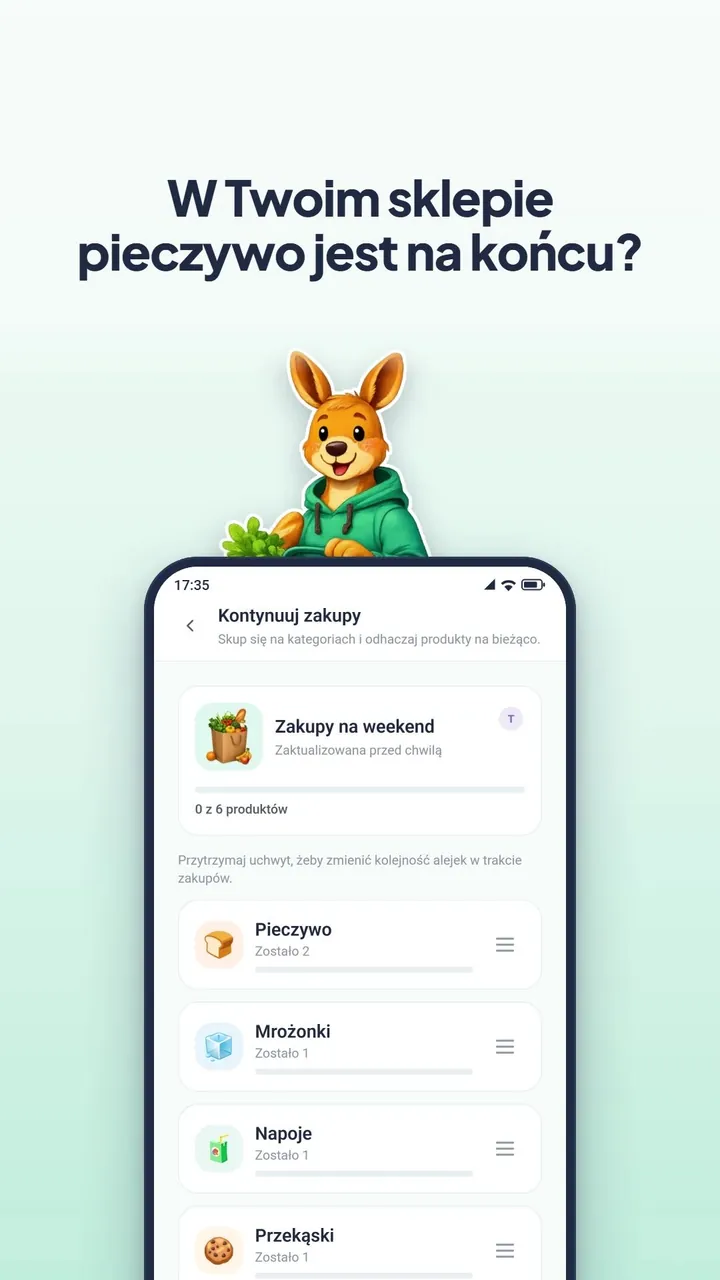 W Twoim sklepie
pieczywo jest na końcu?
17:35
Kontynuuj zakupy
Skup się na kategoriach i odhaczaj produkty na bieżąco.
Zakupy na weekend
T
Zaktualizowana przed chwilą
0 z 6 produktów
Przytrzymaj uchwyt, żeby zmienić kolejność alejek w trakcie
zakupów.
Pieczywo
Zostało 2
Mrożonki
Zostało 1
Napoje
Zostało 1
Przekąski
Zostało 1